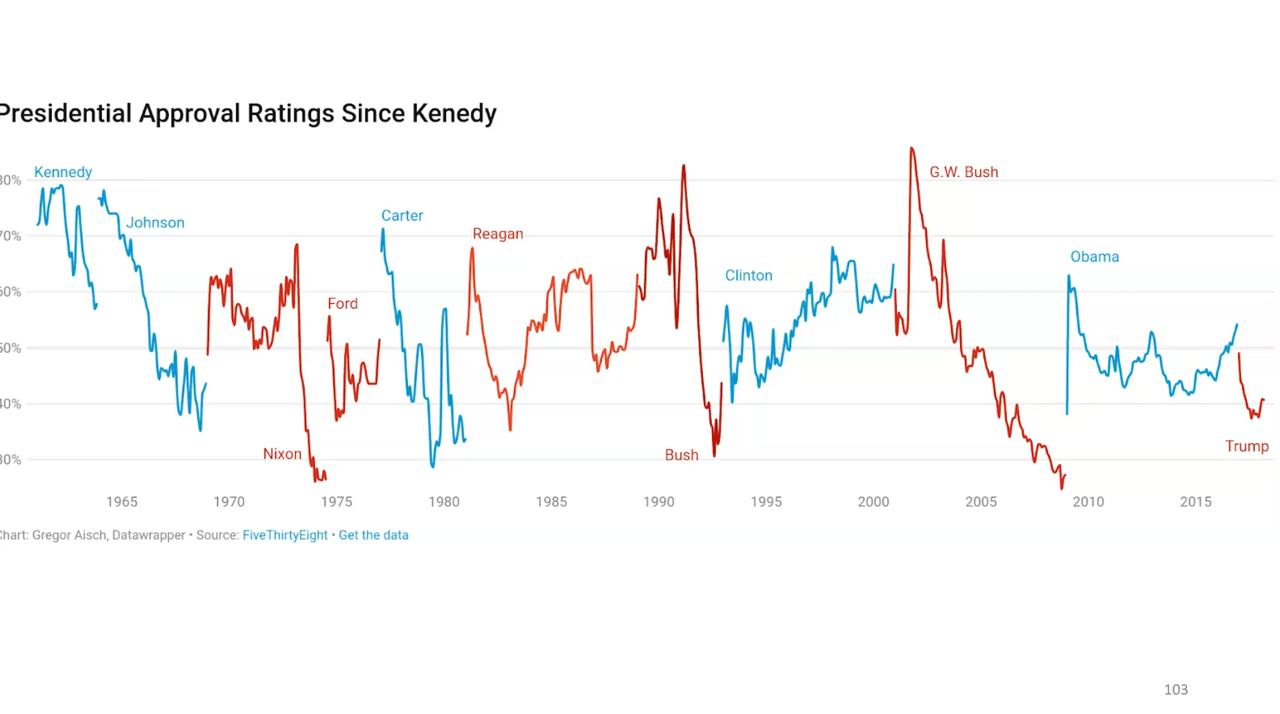 Presidential Approval Ratings Since Kenedy
Kennedy
80%
G.W. Bush
Carter
Johnson
70%
Reagan
Obama
Clinton
60%
Ford
50%
40%
Trump
Nixon
Bush
30%
1965 1970 1975 1980 1985 1990 1995 2000 2005 2010 2015
Chart: Gregor Aisch, Datawrapper • Source: FiveThirtyEight • Get the data
103